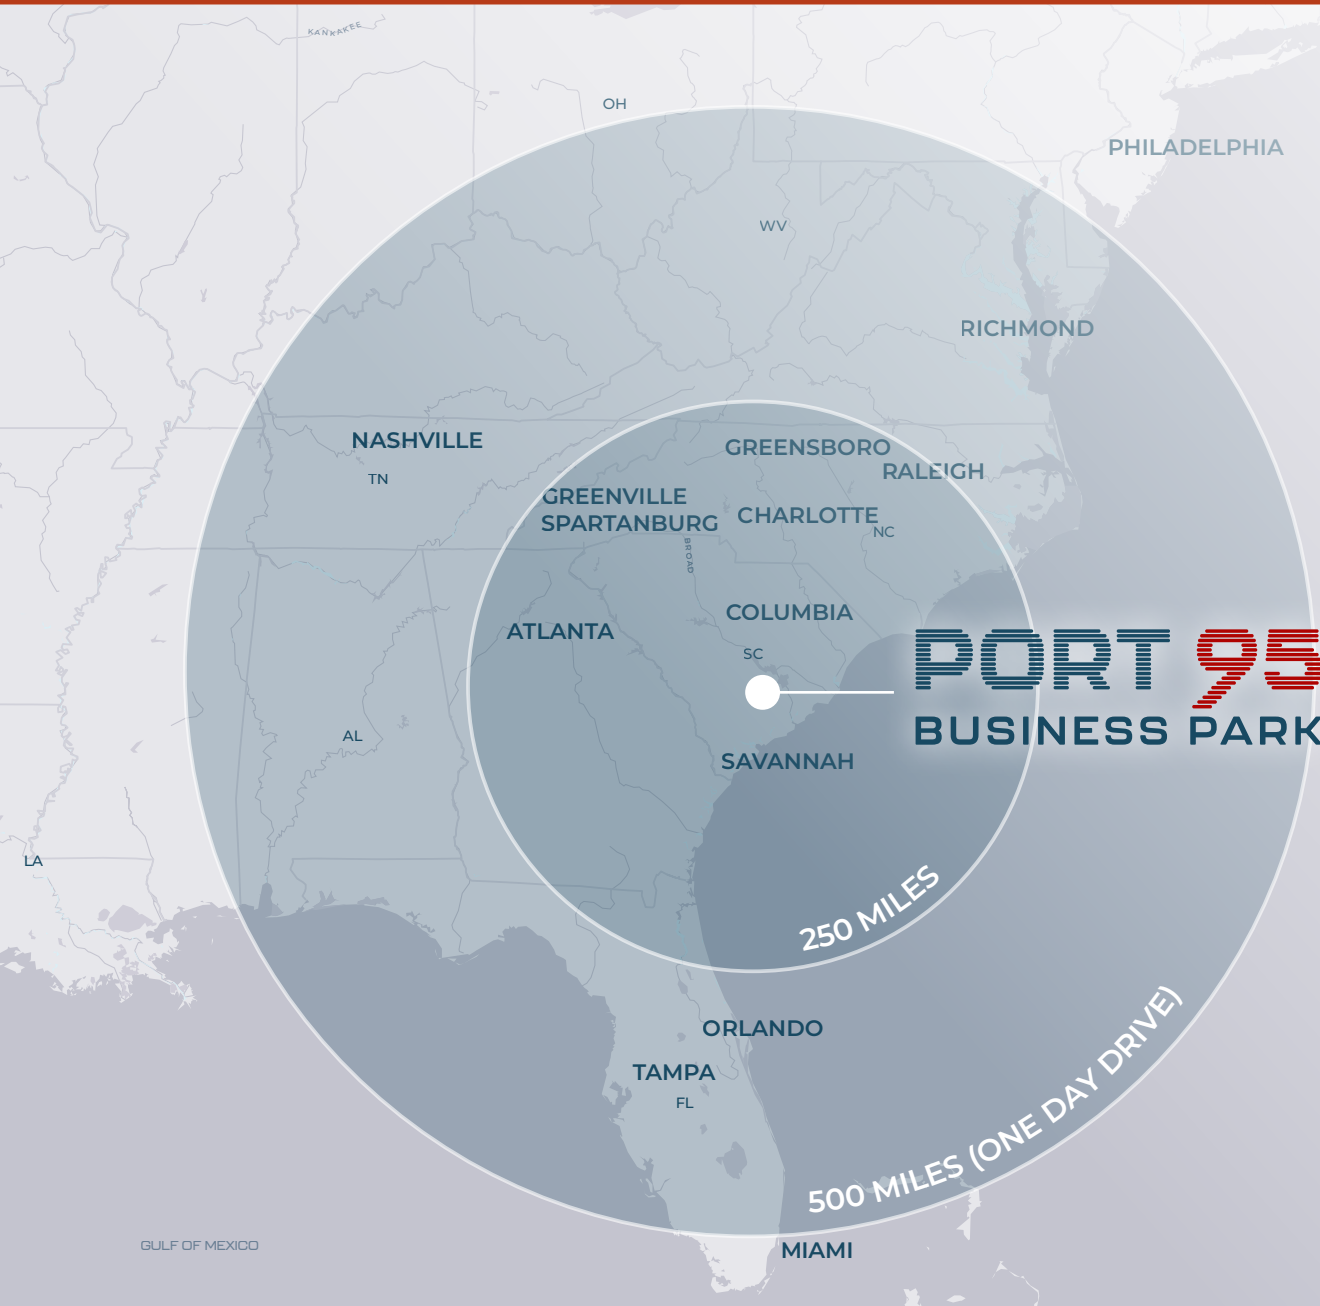 KANKAKEE
OH
PHILADELPHIA
WV
RICHMOND
NASHVILLE
TN
GREENSBORO
RALEIGH
GREENVILLE
SPARTANBURG
CHARLOTTE
NC
BROAD
COLUMBIA
ATLANTA
SC
PORT 95
BUSINESS PARK
AL
SAVANNAH
LA
250 MILES
ORLANDO
TAMPA
FL
500 MILES (ONE DAY DRIVE)
GULF OF MEXICO
MIAMI